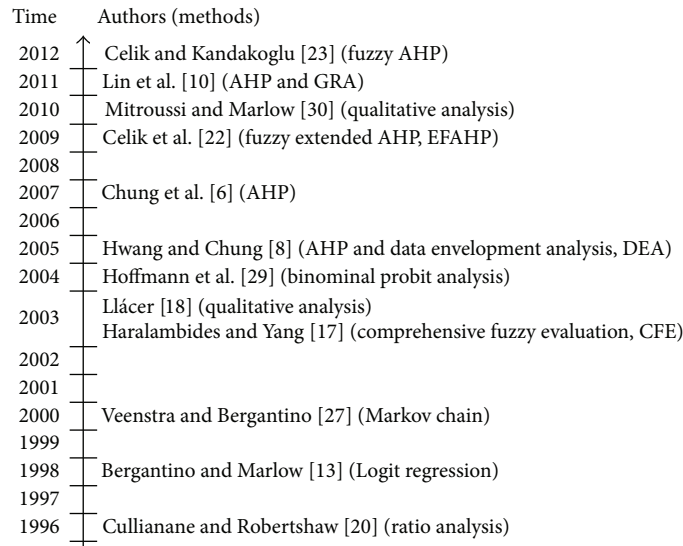 Time Authors (methods)
2012 Celik and Kandakoglu [23] (fuzzy AHP)
2011 Lin et al. [10] (AHP and GRA)
2010 Mitroussi and Marlow [30] (qualitative analysis)
2009 Celik et al. [22] (fuzzy extended AHP, EFAHP)
2008
2007 Chung et al. [6] (AHP)
2006
2005 Hwang and Chung [8] (AHP and data envelopment analysis, DEA)
2004 Hoffmann et al. [29] (binominal probit analysis)
2003 Llácer [18] (qualitative analysis)
Haralambides and Yang [17] (comprehensive fuzzy evaluation, CFE)
2002
2001
2000 Veenstra and Bergantino [27] (Markov chain)
1999
1998 Bergantino and Marlow [13] (Logit regression)
1997
1996 Cullianane and Robertshaw [20] (ratio analysis)